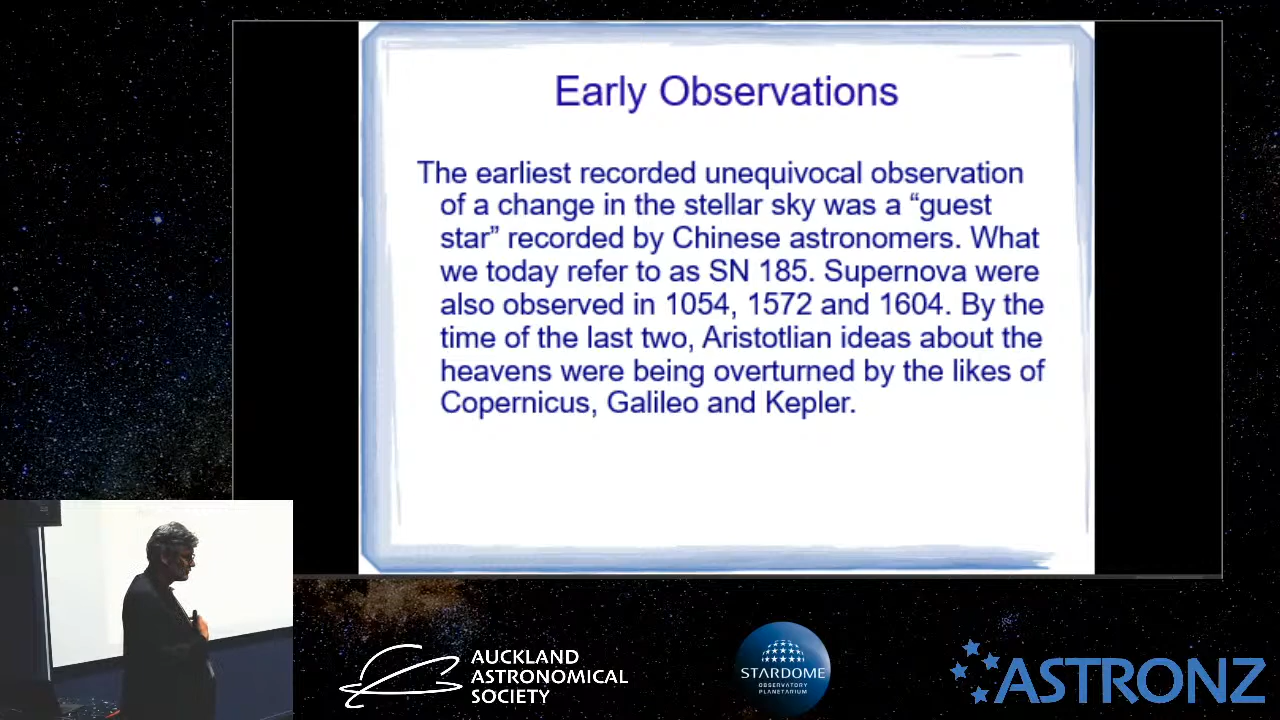 Early Observations
The earliest recorded unequivocal observation
of a change in the stellar sky was a “guest
star” recorded by Chinese astronomers. What
we today refer to as SN 185. Supernova were
also observed in 1054, 1572 and 1604. By the
time of the last two, Aristotlian ideas about the
heavens were being overturned by the likes of
Copernicus, Galileo and Kepler.
AUCKLAND
ASTRONOMICAL
SOCIETY
STARDOME
OBSERVATORY
PLANETARIUM
ASTRONZ